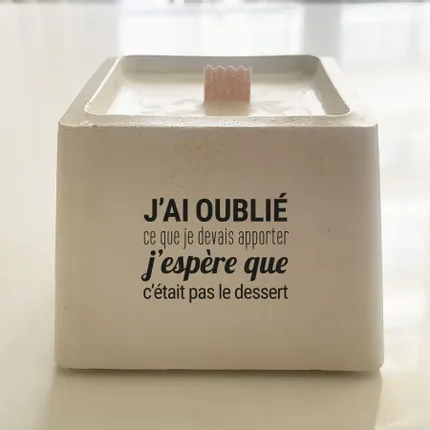 J'AI OUBLIÉ
ce que je devais apporter
j'espère que
c'était pas le dessert